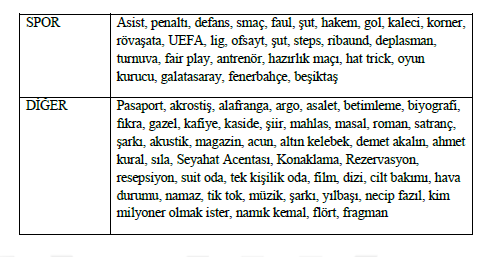 SPOR
Asist, penaltı, defans, smaç, faul, şut, hakem, gol, kaleci, korner,
rövaşata, UEFA, lig, ofsayt, şut, steps, ribaund, deplasman,
turnuva, fair play, antrenör, hazırlık maçı, hat trick, oyun
kurucu, galatasaray, fenerbahçe, beşiktaş
DİĞER
Pasaport, akrostiş, alafranga, argo, asalet, betimleme, biyografi,
fikra, gazel, kafiye, kaside, şiir, mahlas, masal, roman, satranç,
şarkı, akustik, magazin, acun, altın kelebek, demet akalın, ahmet
kural, sıla, Seyahat Acentası, Konaklama, Rezervasyon,
resepsiyon, suit oda, tek kişilik oda, film, dizi, cilt bakımı, hava
durumu, namaz, tik tok, müzik, şarkı, yılbaşı, necip fazıl, kim
milyoner olmak ister, namık kemal, flört, fragman